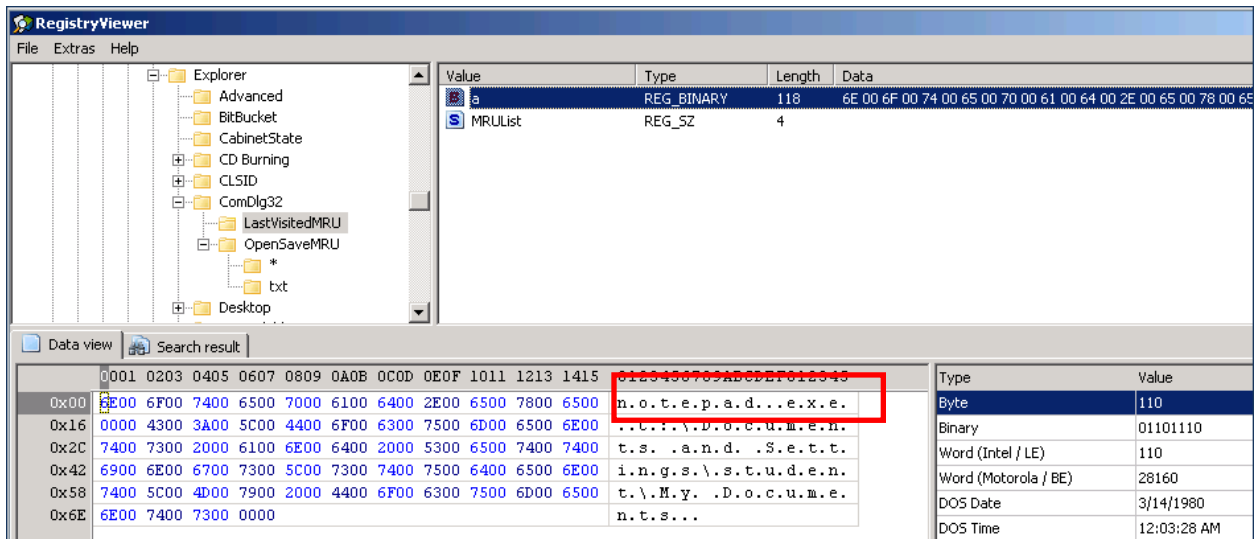 RegistryViewer
File Extras Help
Explorer
Advanced
BitBucket
CabinetState
CD Burning
CLSID
ComDlg32
LastVisitedMRU
OpenSaveMRU
*
txt
Desktop
Value Type Length Data
a REG_BINARY 118 6E 00 6F 00 74 00 65 00 70 00 61 00 64 00 2E 00 65 00 78 00 65
MRUList REG_SZ 4
Data view Search result
0001 0203 0405 0607 0809 0A0B 0C0D 0E0F 1011 1213 1415 0123456789ABCDEF012345
0x00 6E00 6F00 7400 6500 7000 6100 6400 2E00 6500 7800 6500 n.o.t.e.p.a.d...e.x.e.
0x16 0000 4300 3A00 5C00 4400 6F00 6300 7500 6D00 6500 6E00 ..C.:.\.D.o.c.u.m.e.n.
0x2C 7400 7300 2000 6100 6E00 6400 2000 5300 6500 7400 7400 t.s. .a.n.d. .S.e.t.t.
0x42 6900 6E00 6700 7300 5C00 7300 7400 7500 6400 6500 6E00 i.n.g.s.\.s.t.u.d.e.n.
0x58 7400 5C00 4D00 7900 2000 4400 6F00 6300 7500 6D00 6500 t.\.M.y. .D.o.c.u.m.e.
0x6E 6E00 7400 7300 0000 n.t.s...
Type Value
Byte 110
Binary 01101110
Word (Intel / LE) 110
Word (Motorola / BE) 28160
DOS Date 3/14/1980
DOS Time 12:03:28 AM